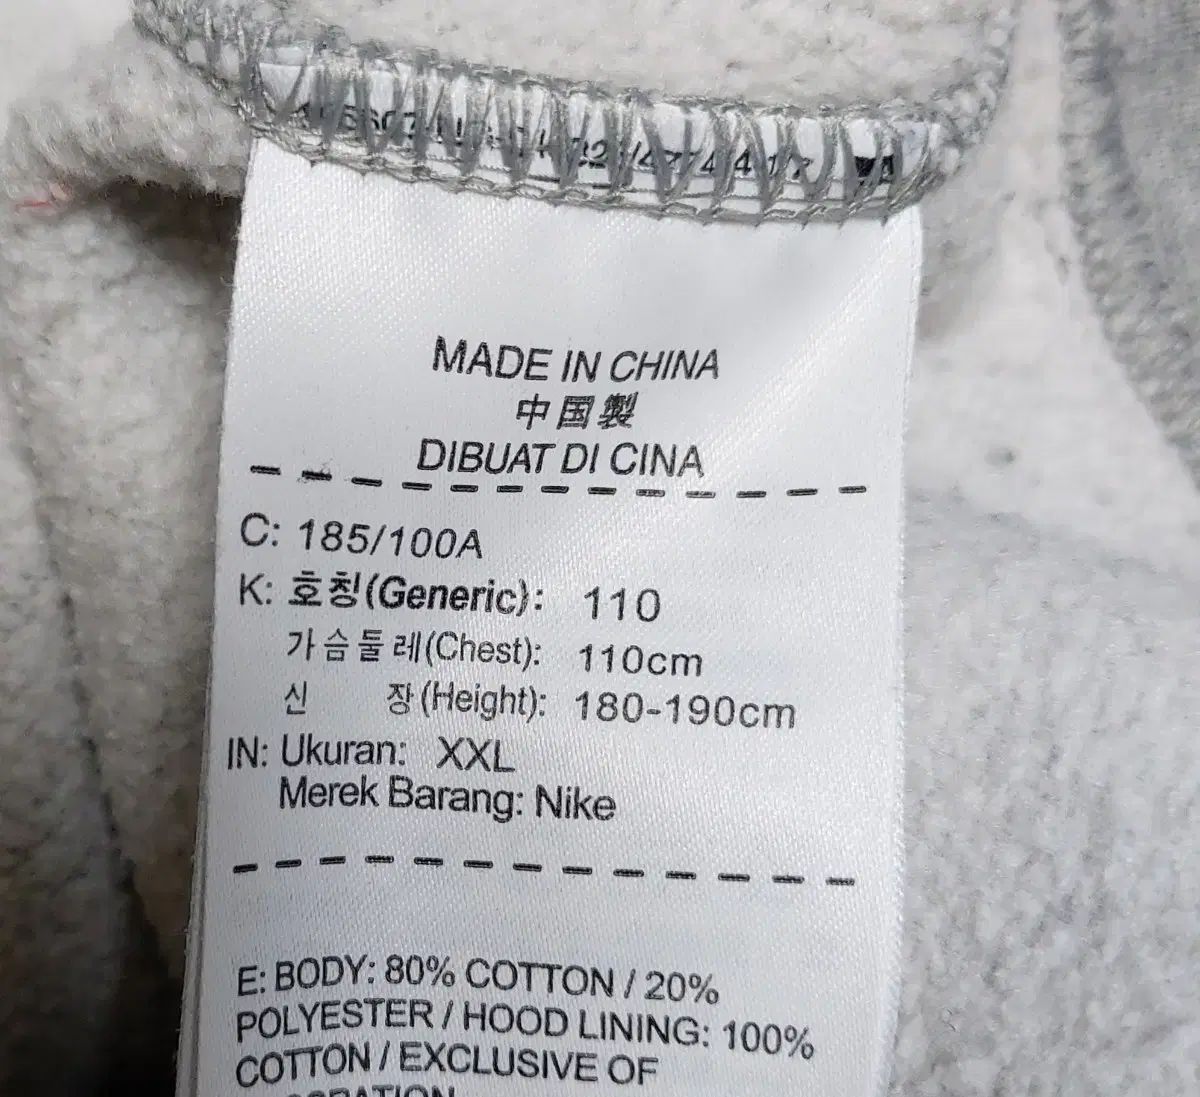 MADE IN CHINA
中国製
DIBUAT DI CINA
C: 185/100A
K: 호칭(Generic): 110
가슴둘레(Chest): 110cm
신 장(Height): 180-190cm
IN: Ukuran: XXL
Merek Barang: Nike
E: BODY: 80% COTTON / 20%
POLYESTER / HOOD LINING: 100%
COTTON / EXCLUSIVE OF